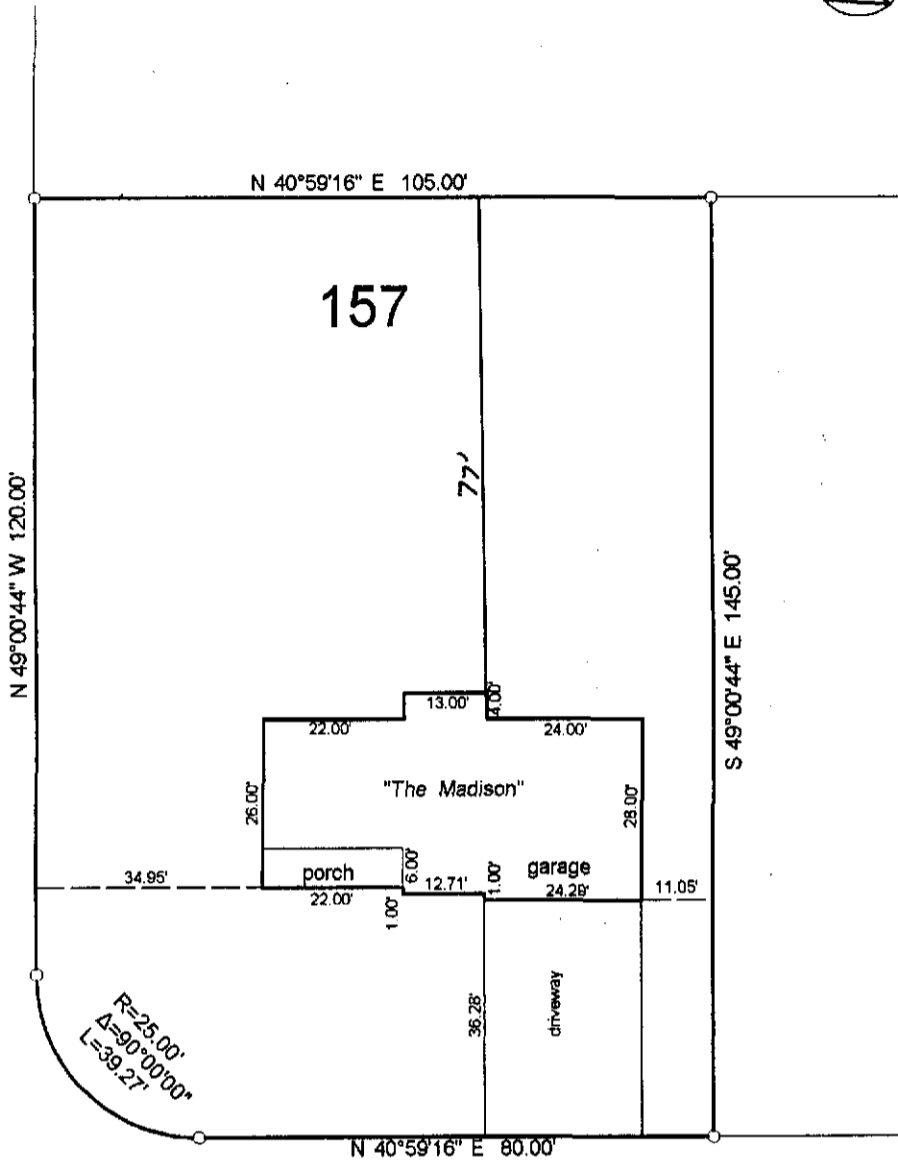 N 40°59'16" E 105.00'
157
77'
N 49°00'44" W 120.00'
S 49°00'44" E 145.00'
13.00'
4.00'
22.00'
24.00'
"The Madison"
26.00'
28.00'
porch
6.00'
garage
34.95'
12.71'
1.00'
24.29'
11.05'
22.00'
1.00'
R=25.00'
Δ=90°00'00"
L=39.27'
36.28'
driveway
N 40°59'16" E 80.00'